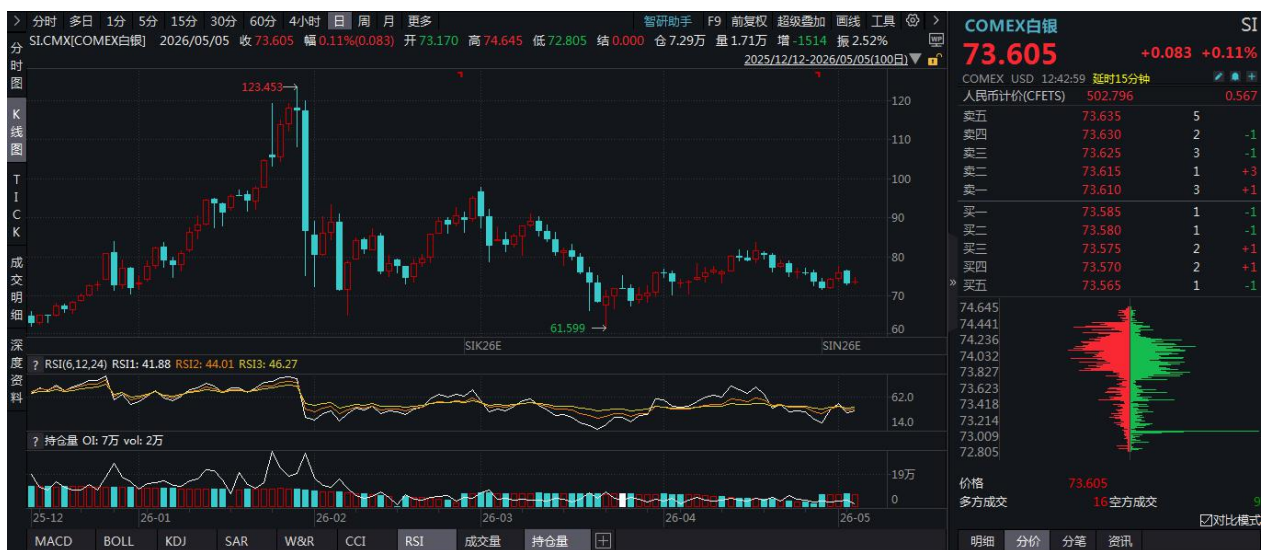 分时 多日 1分 5分 15分 30分 60分 4小时 日 周 月 更多 智研助手 F9 前复权 超级叠加 画线 工具
SI.CMX[COMEX白银] 2026/05/05 收73.605 幅0.11%(0.083) 开73.170 高74.645 低72.805 结0.000 仓7.29万 量1.71万 增-1514 振2.52%
2025/12/12-2026/05/05(100日)
分时图
K线图
TICK
成交明细
深度资料
123.453
61.599
120
110
100
90
80
70
60
SIK26E SIN26E
? RSI(6,12,24) RSI1: 41.88 RSI2: 44.01 RSI3: 46.27
62.0
14.0
? 持仓量 OI: 7万 vol: 2万
19万
0
25-12 26-01 26-02 26-03 26-04 26-05
MACD BOLL KDJ SAR W&R CCI RSI 成交量 持仓量
COMEX白银 SI
73.605 +0.083 +0.11%
COMEX USD 12:42:59 延时15分钟
人民币计价(CFETS) 502.796 0.567
卖五 73.635 5
卖四 73.630 2 -1
卖三 73.625 3 -1
卖二 73.615 1 +3
卖一 73.610 3 +1
买一 73.585 1 -1
买二 73.580 1 -1
买三 73.575 2 +1
买四 73.570 2 +1
买五 73.565 1 -1
74.645
74.441
74.236
74.032
73.827
73.623
73.418
73.214
73.009
72.805
价格 73.605
多方成交 16 空方成交 9
对比模式
明细 分价 分笔 资讯